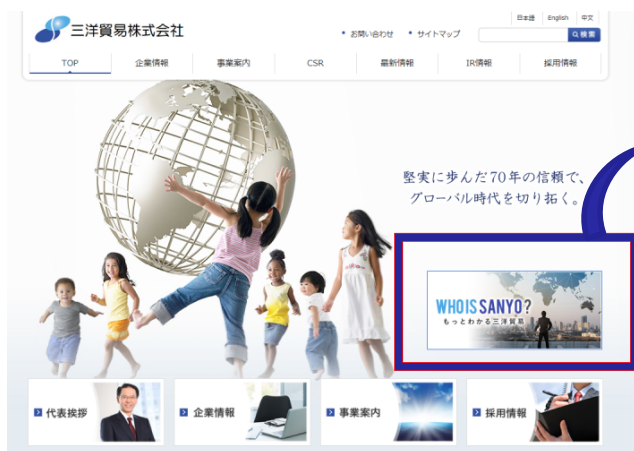 三洋貿易株式会社
日本語 English 中文
お問い合わせ サイトマップ
検索
TOP 企業情報 事業案内 CSR 最新情報 IR情報 採用情報
堅実に歩んだ70年の信頼で、
グローバル時代を切り拓く。
WHO IS SANYO?
もっとわかる三洋貿易
代表挨拶 企業情報 事業案内 採用情報